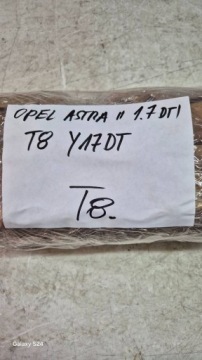 OPEL ASTRA II 1.7 DTI
T8 Y17DT
T8.
Galaxy S24